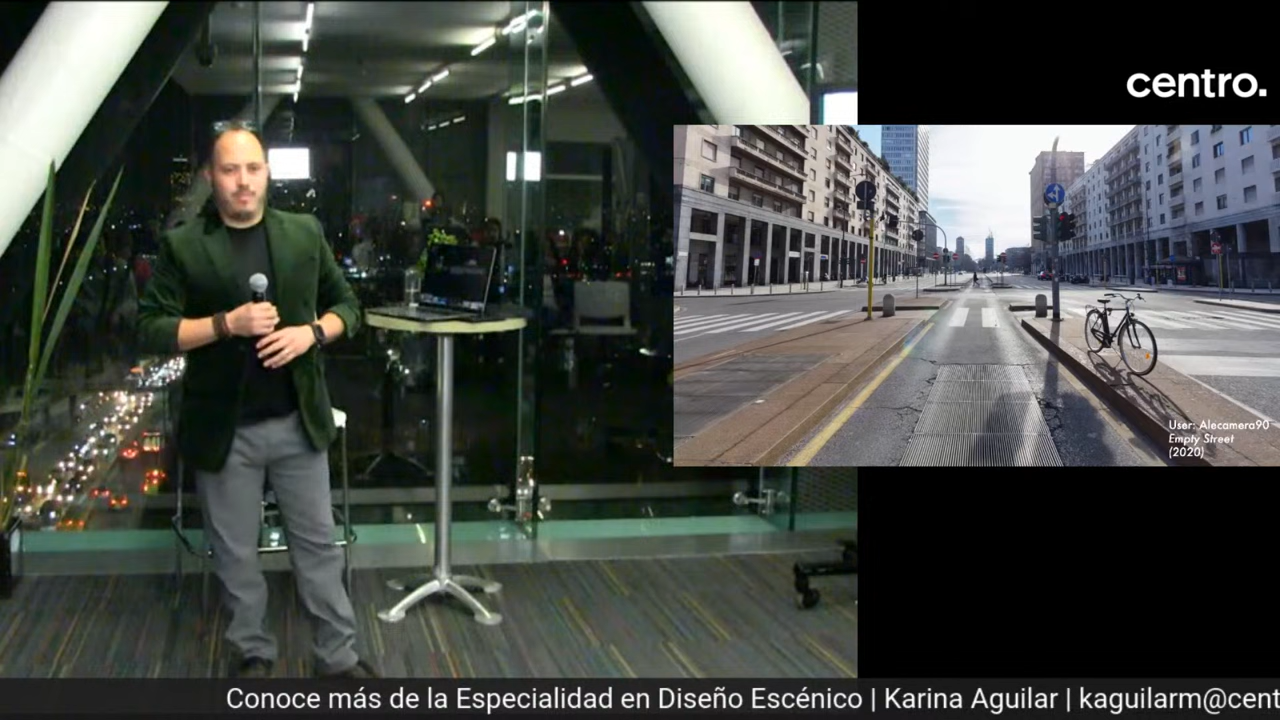 centro.
User: Alecamera90
Empty Street
(2020)
Conoce más de la Especialidad en Diseño Escénico | Karina Aguilar | kaguilarm@cent